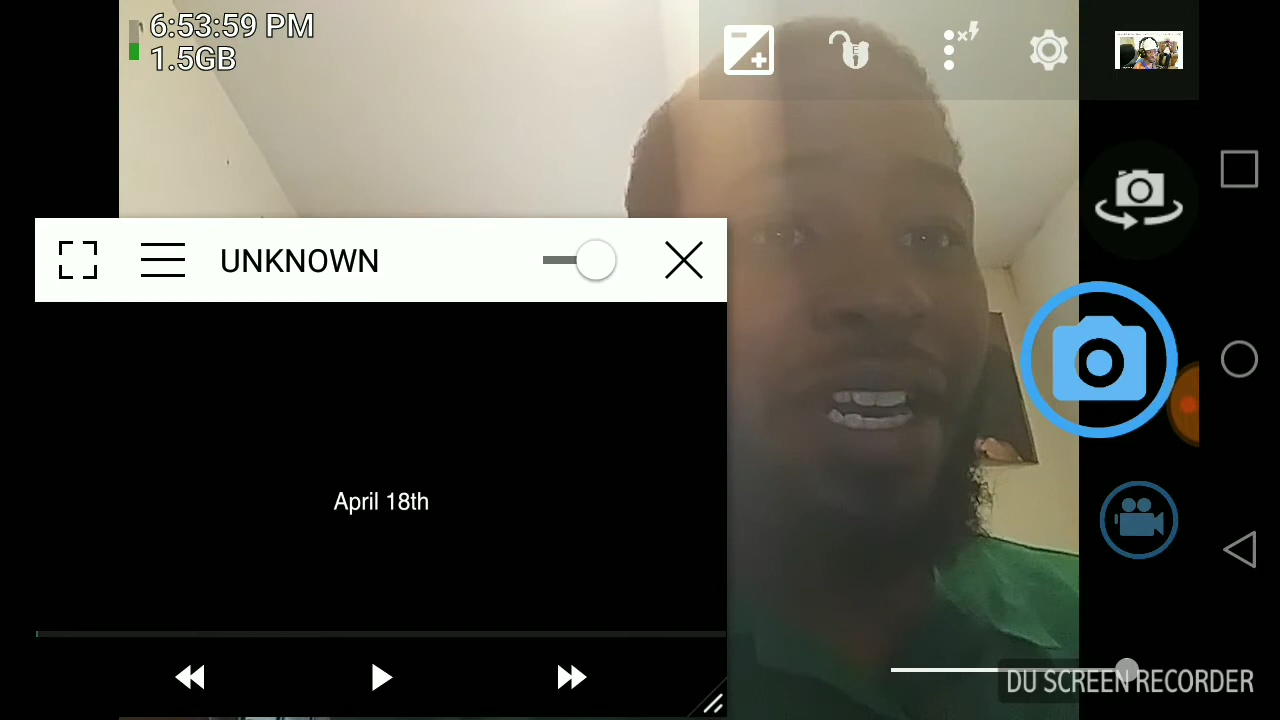 6:53:59 PM
1.5GB
UNKNOWN
April 18th
DU SCREEN RECORDER